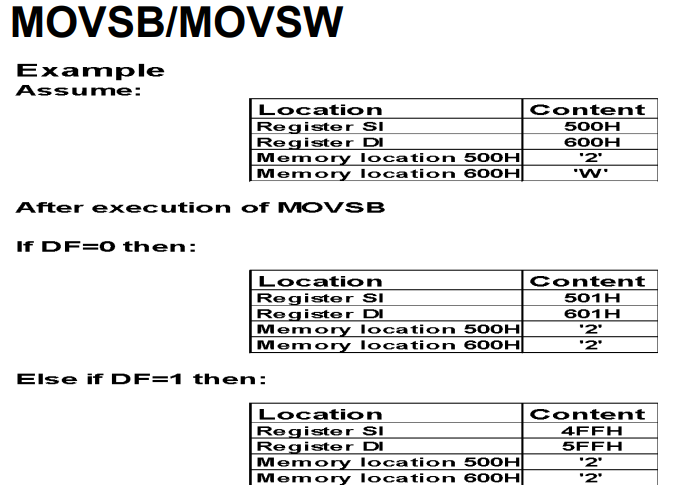 MOVSB/MOVSW
Example
Assume:
Location Content
Register SI 500H
Register DI 600H
Memory location 500H '2'
Memory location 600H 'W'
After execution of MOVSB
If DF=0 then:
Location Content
Register SI 501H
Register DI 601H
Memory location 500H '2'
Memory location 600H '2'
Else if DF=1 then:
Location Content
Register SI 4FFH
Register DI 5FFH
Memory location 500H '2'
Memory location 600H '2'